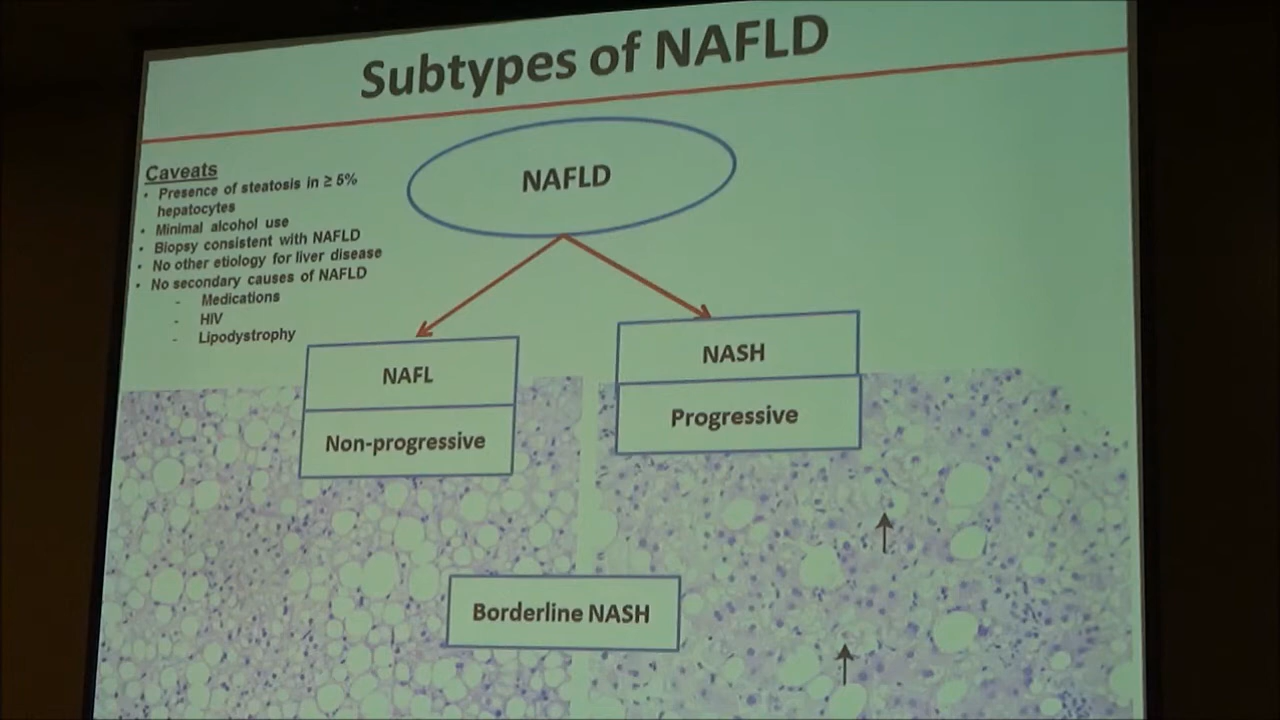 Subtypes of NAFLD
Caveats
• Presence of steatosis in ≥ 5%
hepatocytes
• Minimal alcohol use
• Biopsy consistent with NAFLD
• No other etiology for liver disease
• No secondary causes of NAFLD
- Medications
- HIV
- Lipodystrophy
NAFLD
NAFL
Non-progressive
NASH
Progressive
Borderline NASH